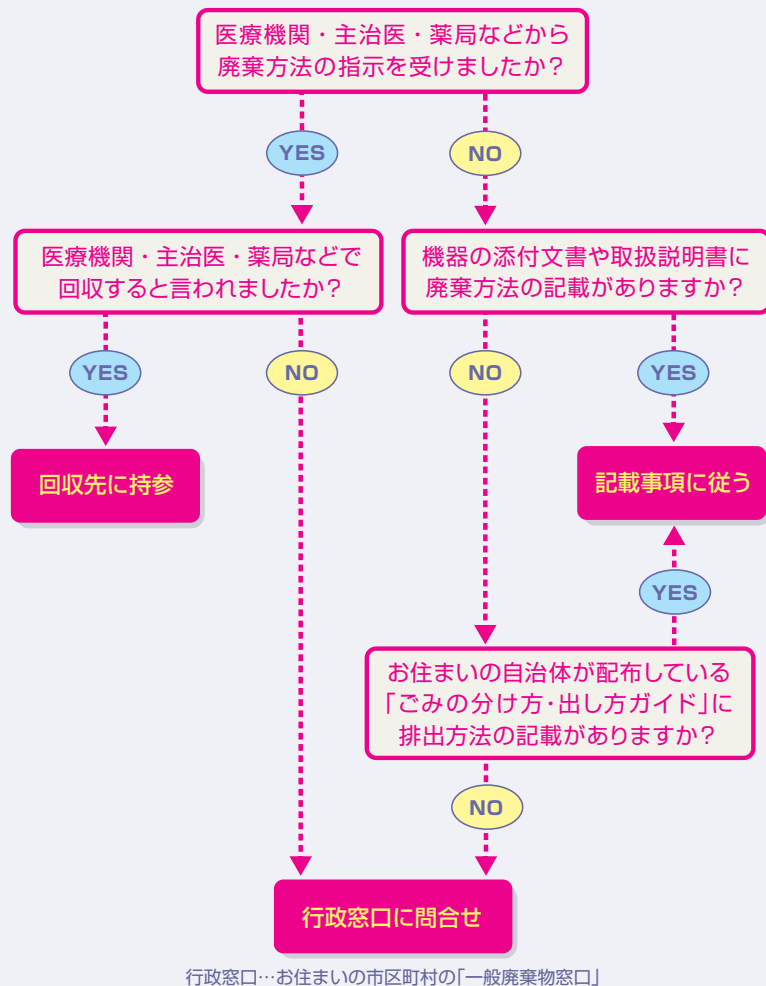 医療機関・主治医・薬局などから
廃棄方法の指示を受けましたか？
YES
NO
医療機関・主治医・薬局などで
回収すると言われましたか？
機器の添付文書や取扱説明書に
廃棄方法の記載がありますか？
YES
NO
NO
YES
回収先に持参
記載事項に従う
YES
お住まいの自治体が配布している
「ごみの分け方・出し方ガイド」に
排出方法の記載がありますか？
NO
行政窓口に問合せ
行政窓口…お住まいの市区町村の「一般廃棄物窓口」